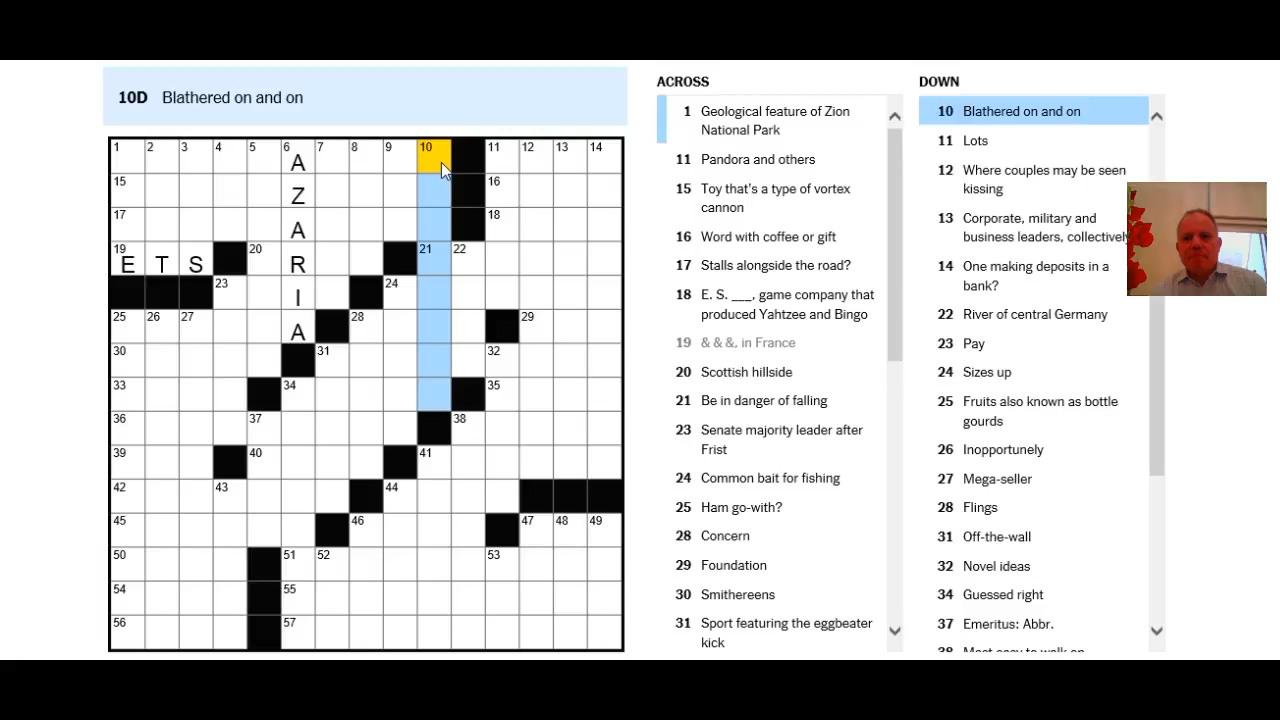 10D Blathered on and on
ACROSS
1 Geological feature of Zion
National Park
11 Pandora and others
15 Toy that's a type of vortex
cannon
16 Word with coffee or gift
17 Stalls alongside the road?
18 E. S. ___, game company that
produced Yahtzee and Bingo
19 & & &, in France
20 Scottish hillside
21 Be in danger of falling
23 Senate majority leader after
Frist
24 Common bait for fishing
25 Ham go-with?
28 Concern
29 Foundation
30 Smithereens
31 Sport featuring the eggbeater
kick
DOWN
10 Blathered on and on
11 Lots
12 Where couples may be seen
kissing
13 Corporate, military and
business leaders, collectively
14 One making deposits in a
bank?
22 River of central Germany
23 Pay
24 Sizes up
25 Fruits also known as bottle
gourds
26 Inopportunely
27 Mega-seller
28 Flings
31 Off-the-wall
32 Novel ideas
34 Guessed right
37 Emeritus: Abbr.
38 Most easy to walk on
1 2 3 4 5 6 7 8 9 10 11 12 13 14
A
15 16
Z
17 18
A
19 20 21 22
E T S R
23 24
I
25 26 27 28 29
A
30 31 32
33 34 35
36 37 38
39 40 41
42 43 44
45 46 47 48 49
50 51 52 53
54 55
56 57